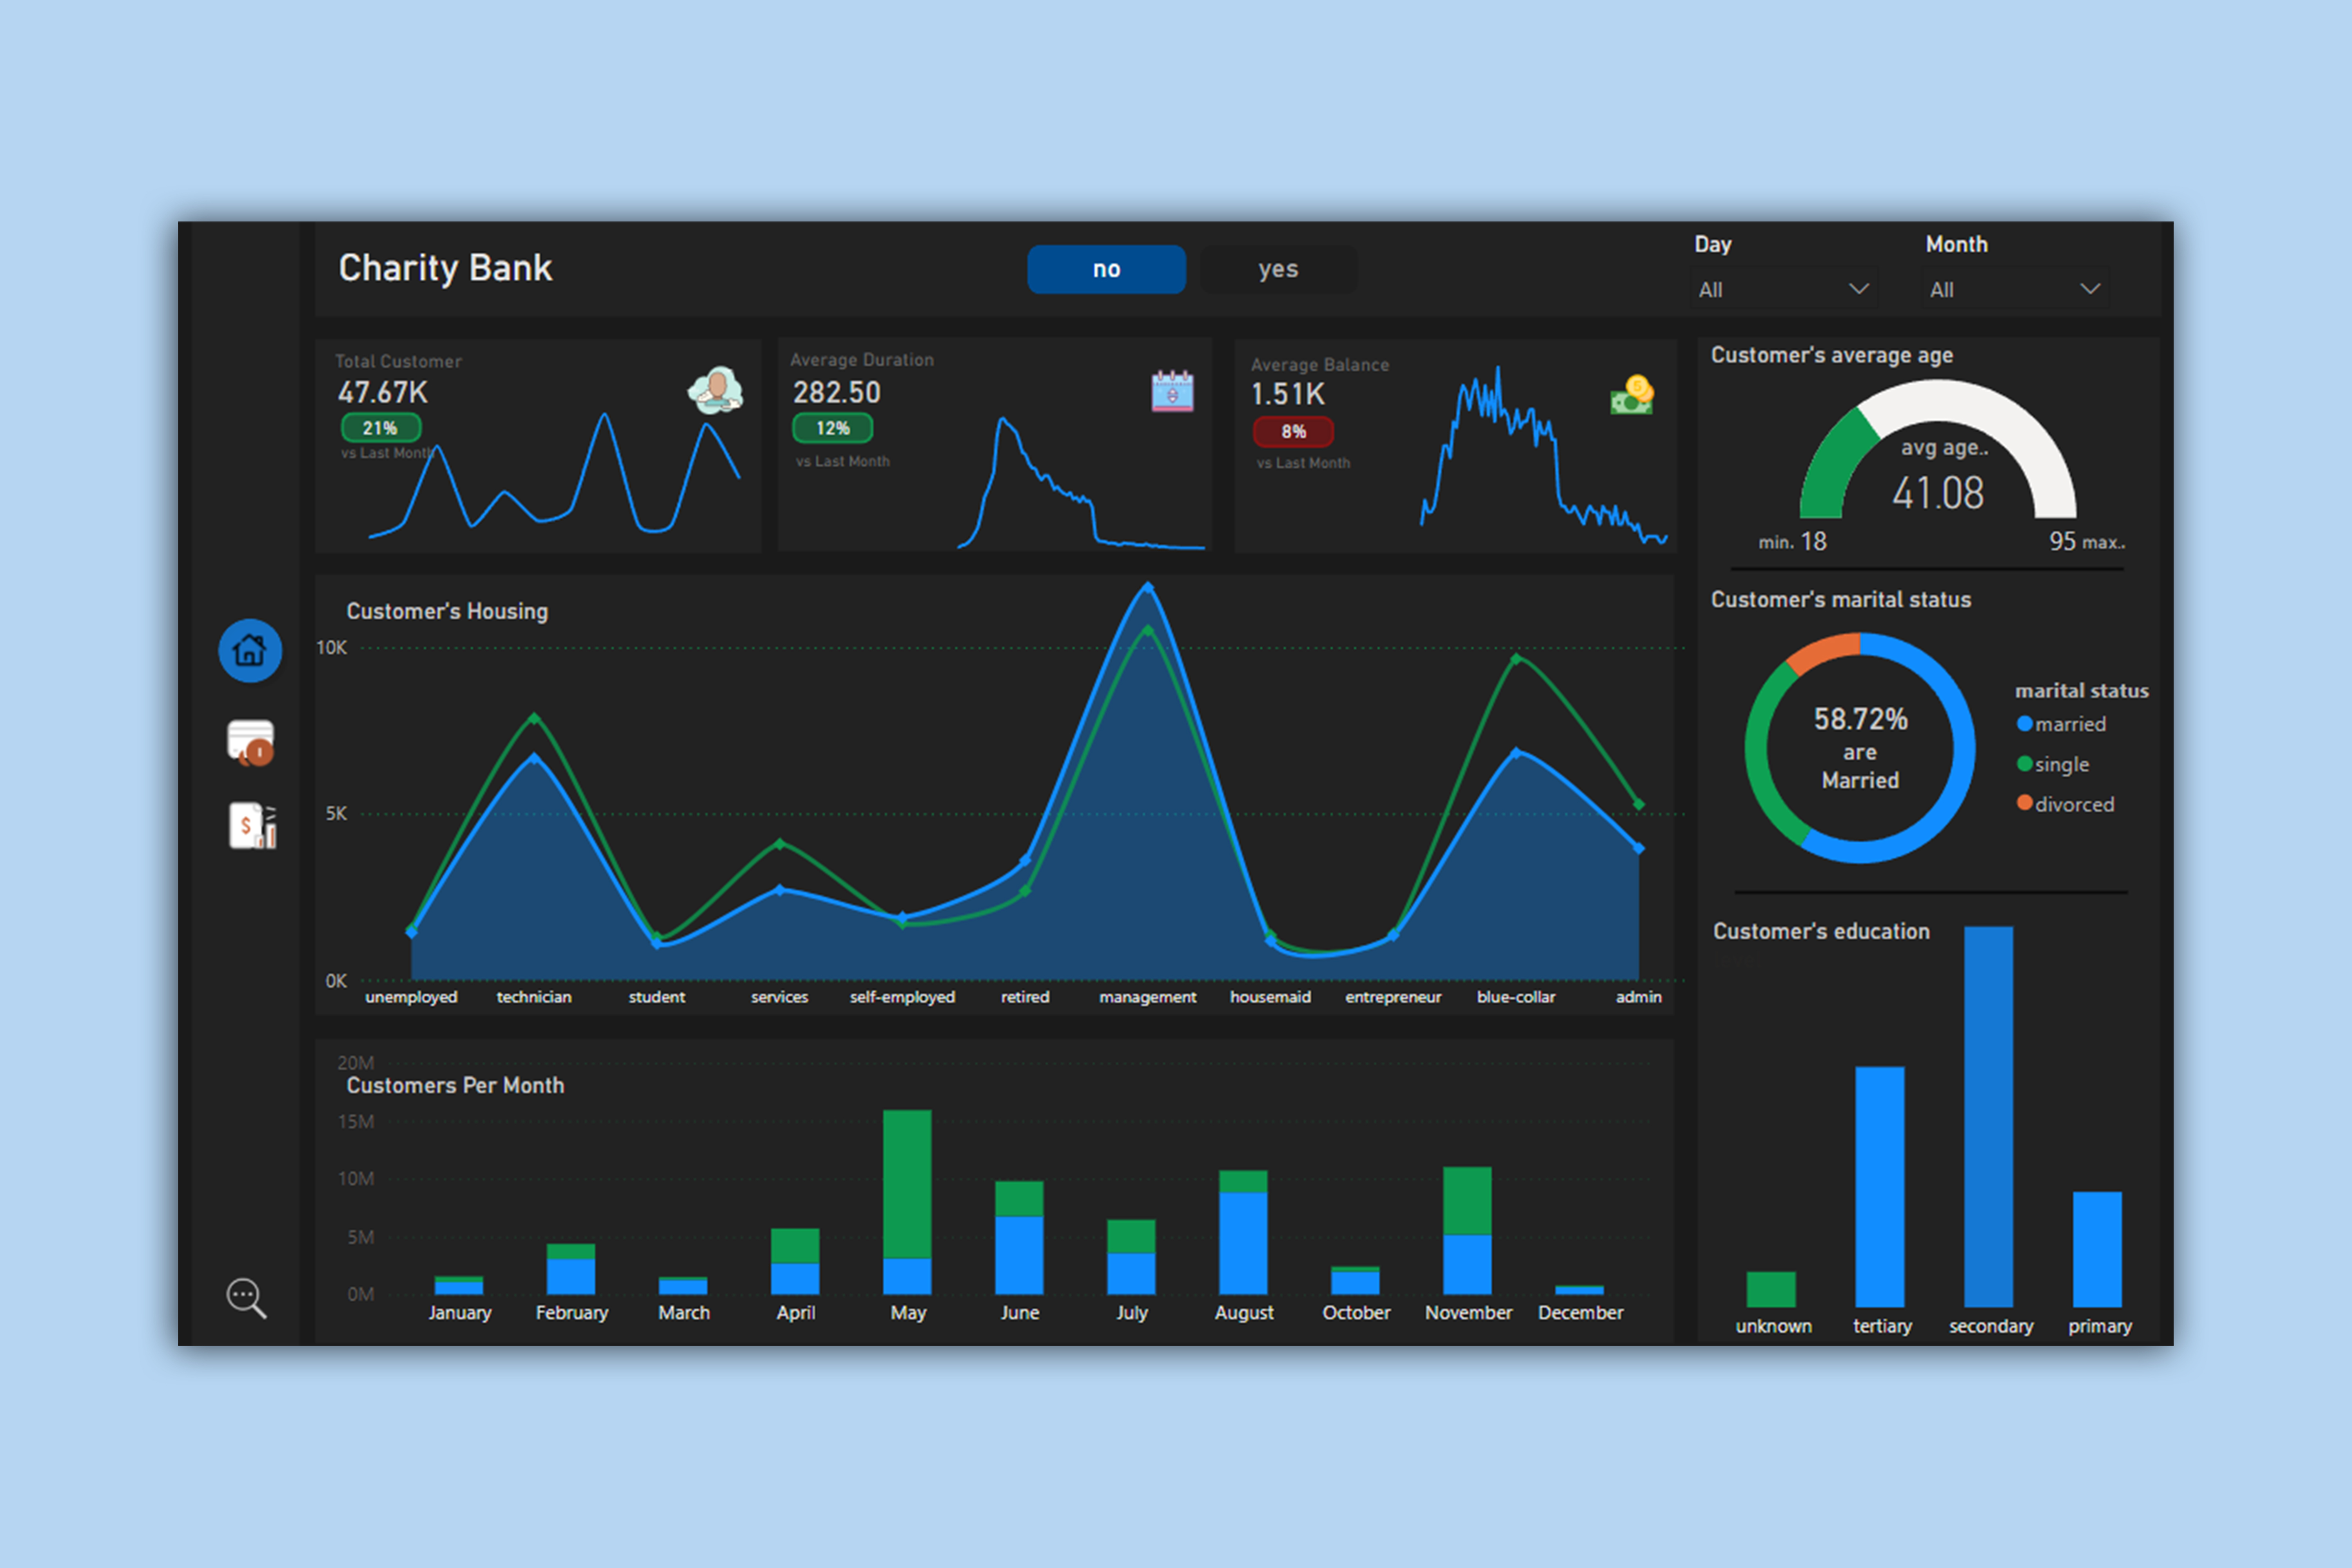 Charity Bank
no
yes
Day
All
Month
All
Total Customer
47.67K
21%
vs Last Month
Average Duration
282.50
12%
vs Last Month
Average Balance
1.51K
8%
vs Last Month
Customer's average age
avg age..
41.08
min. 18
95 max..
Customer's Housing
10K
5K
0K
unemployed
technician
student
services
self-employed
retired
management
housemaid
entrepreneur
blue-collar
admin
Customer's marital status
58.72%
are
Married
marital status
married
single
divorced
Customer's education
unknown
tertiary
secondary
primary
20M
Customers Per Month
15M
10M
5M
0M
January
February
March
April
May
June
July
August
October
November
December
$